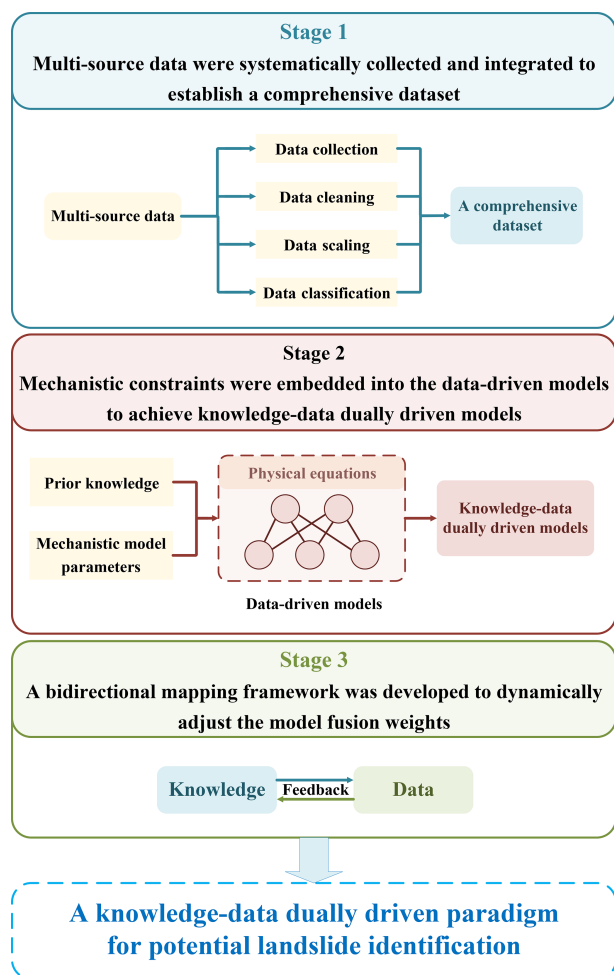 Stage 1
Multi-source data were systematically collected and integrated to
establish a comprehensive dataset
Data collection
Data cleaning
Multi-source data
A comprehensive
dataset
Data scaling
Data classification
Stage 2
Mechanistic constraints were embedded into the data-driven models
to achieve knowledge-data dually driven models
Prior knowledge
Mechanistic model
parameters
Physical equations
Data-driven models
Knowledge-data
dually driven models
Stage 3
A bidirectional mapping framework was developed to dynamically
adjust the model fusion weights
Knowledge
Feedback
Data
A knowledge-data dually driven paradigm
for potential landslide identification